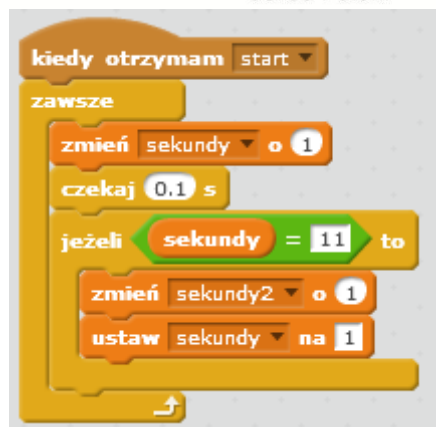 kiedy otrzymam start
zawsze
zmień sekundy o 1
czekaj 0.1 s
jeżeli sekundy = 11 to
zmień sekundy2 o 1
ustaw sekundy na 1